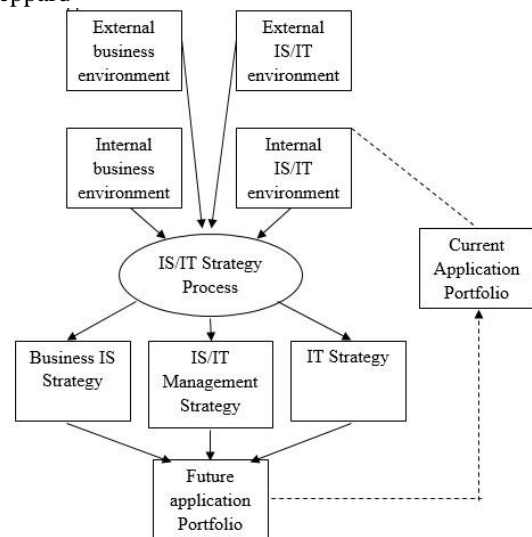 External
business
environment
External
IS/IT
environment
Internal
business
environment
Internal
IS/IT
environment
Current
Application
Portfolio
IS/IT Strategy
Process
Business IS
Strategy
IS/IT
Management
Strategy
IT Strategy
Future
application
Portfolio